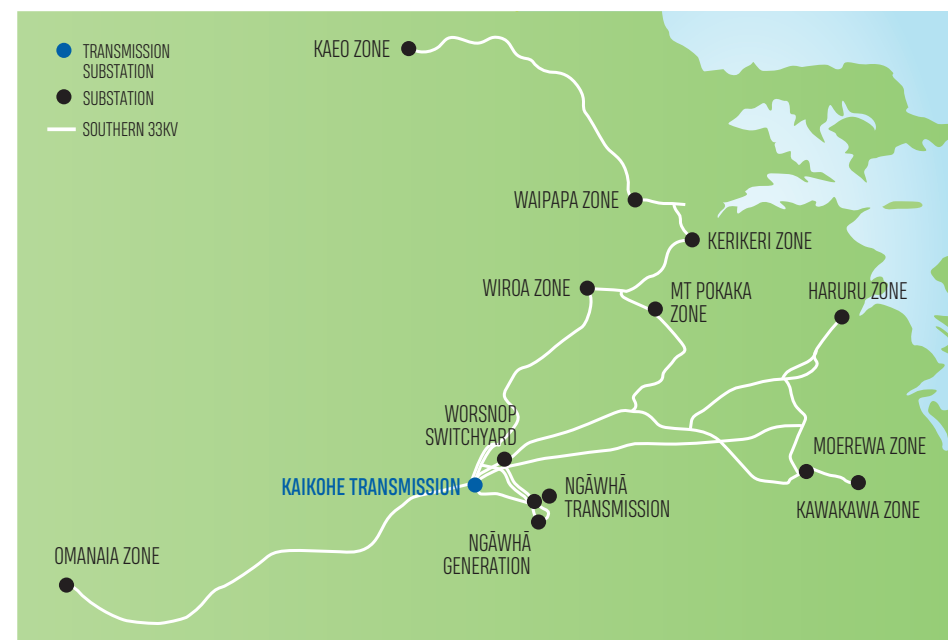 TRANSMISSION
SUBSTATION
SUBSTATION
SOUTHERN 33KV
KAEO ZONE
WAIPAPA ZONE
KERIKERI ZONE
WIROA ZONE
MT POKAKA
ZONE
HARURU ZONE
WORSNOP
SWITCHYARD
MOEREWA ZONE
KAIKOHE TRANSMISSION
NGĀWHĀ
TRANSMISSION
KAWAKAWA ZONE
NGĀWHĀ
GENERATION
OMANAIA ZONE